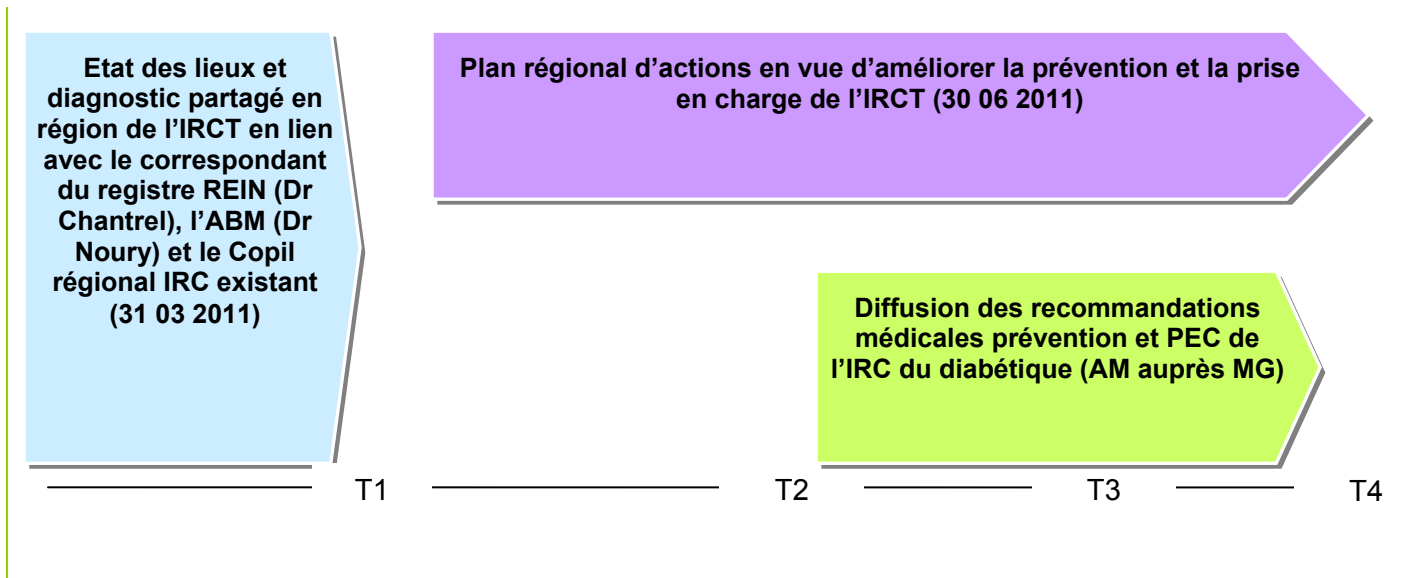 Etat des lieux et
diagnostic partagé en
région de l’IRCT en lien
avec le correspondant
du registre REIN (Dr
Chantrel), l’ABM (Dr
Noury) et le Copil
régional IRC existant
(31 03 2011)
Plan régional d’actions en vue d’améliorer la prévention et la prise
en charge de l’IRCT (30 06 2011)
Diffusion des recommandations
médicales prévention et PEC de
l’IRC du diabétique (AM auprès MG)
T1
T2
T3
T4